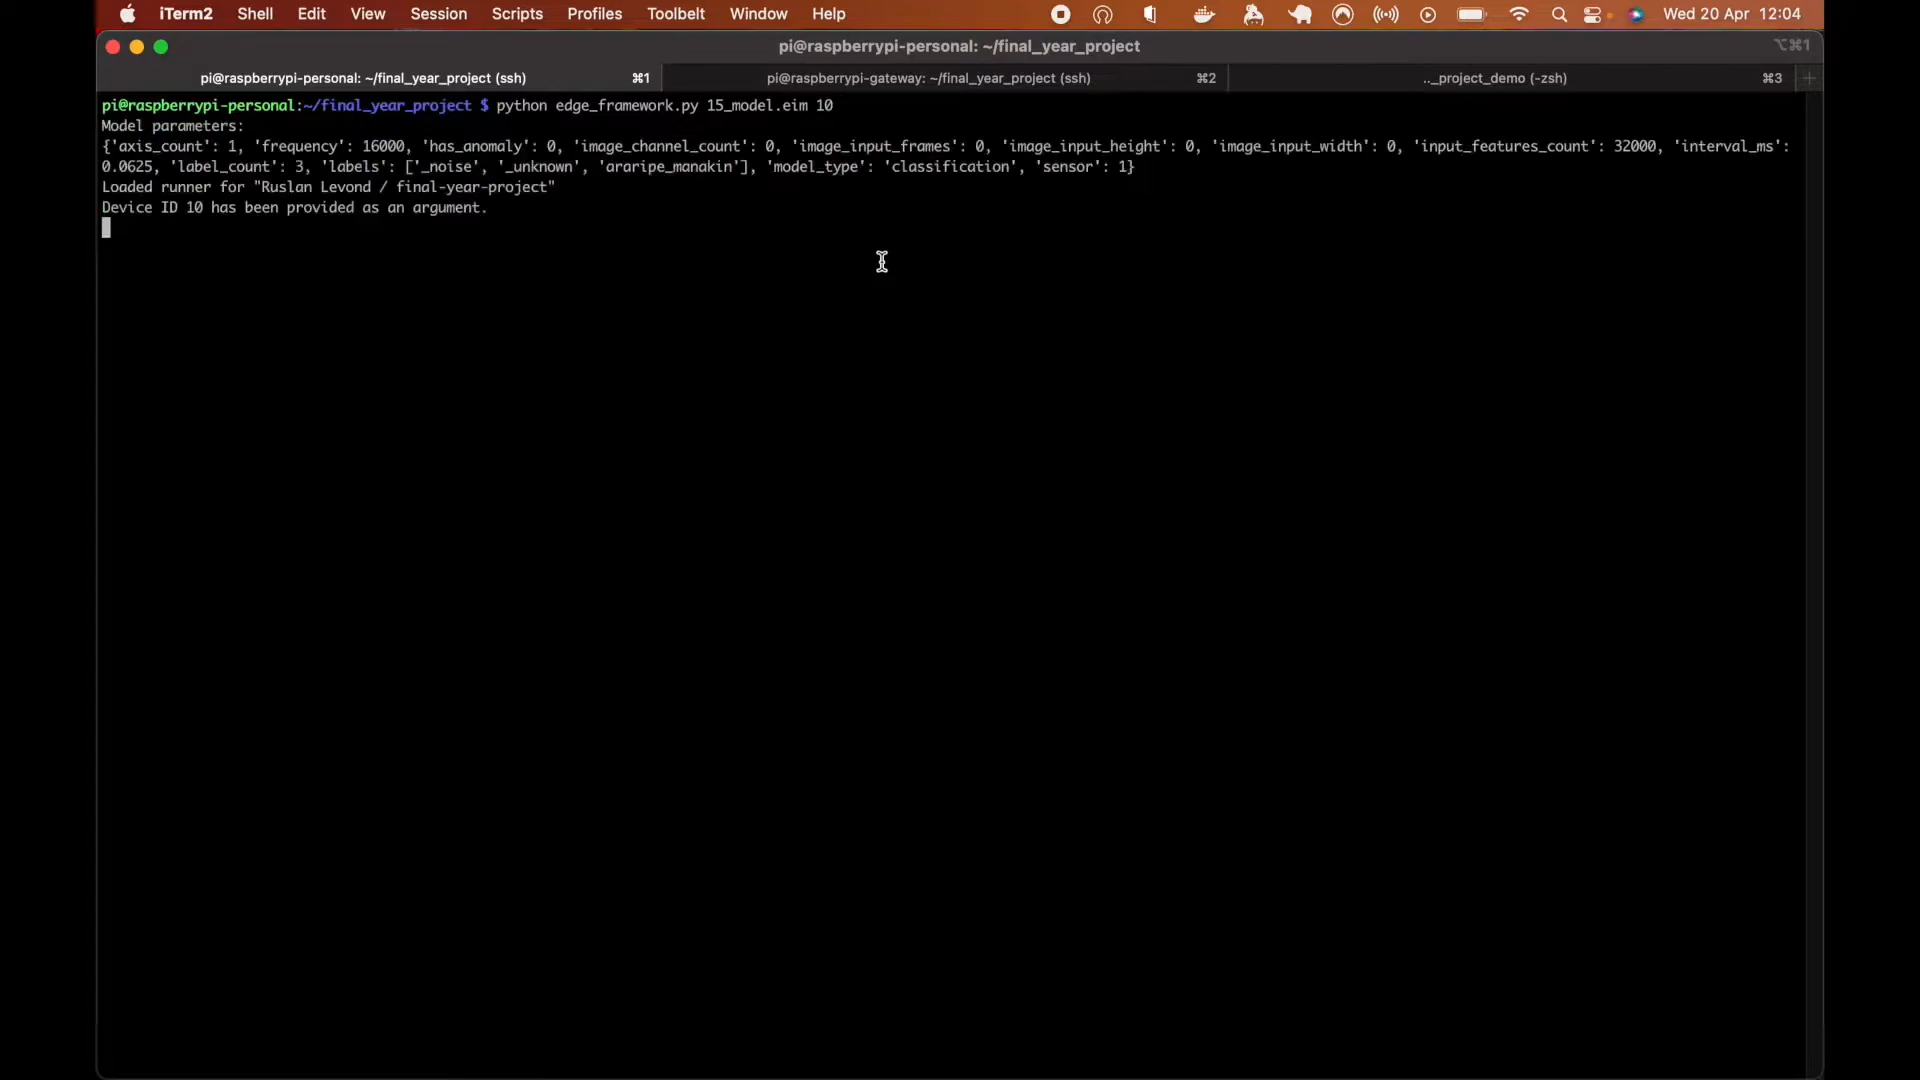 iTerm2 Shell Edit View Session Scripts Profiles Toolbelt Window Help Wed 20 Apr 12:04
pi@raspberrypi-personal: ~/final_year_project ⌥⌘1
pi@raspberrypi-personal: ~/final_year_project (ssh) ⌘1 pi@raspberrypi-gateway: ~/final_year_project (ssh) ⌘2 .._project_demo (-zsh) ⌘3
pi@raspberrypi-personal:~/final_year_project $ python edge_framework.py 15_model.eim 10
Model parameters:
{'axis_count': 1, 'frequency': 16000, 'has_anomaly': 0, 'image_channel_count': 0, 'image_input_frames': 0, 'image_input_height': 0, 'image_input_width': 0, 'input_features_count': 32000, 'interval_ms':
0.0625, 'label_count': 3, 'labels': ['_noise', '_unknown', 'araripe_manakin'], 'model_type': 'classification', 'sensor': 1}
Loaded runner for "Ruslan Levond / final-year-project"
Device ID 10 has been provided as an argument.